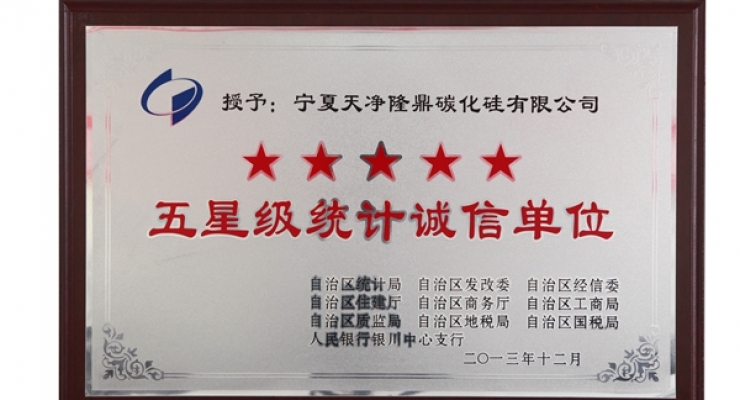 授予：宁夏天净隆鼎碳化硅有限公司
五星级统计诚信单位
自治区统计局 自治区发改委 自治区经信委
自治区住建厅 自治区商务厅 自治区工商局
自治区质监局 自治区地税局 自治区国税局
人民银行银川中心支行
二〇一三年十二月